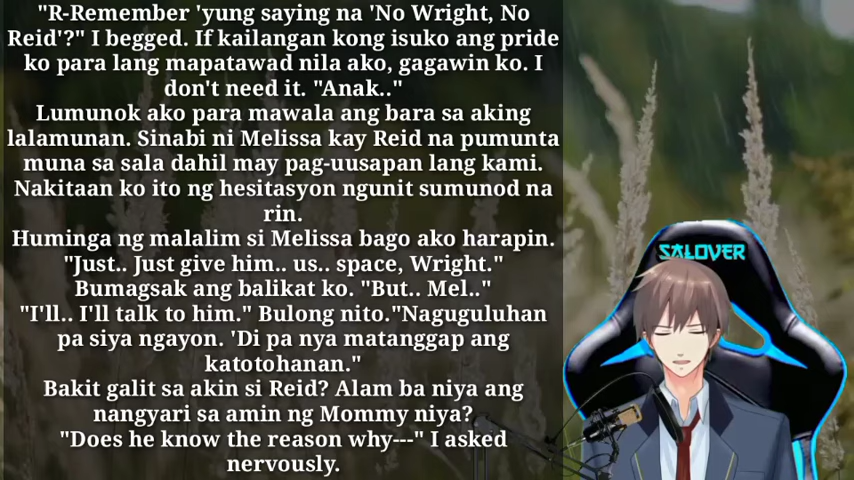 "R-Remember 'yung saying na 'No Wright, No
Reid'?" I begged. If kailangan kong isuko ang pride
ko para lang mapatawad nila ako, gagawin ko. I
don't need it. "Anak.."
Lumunok ako para mawala ang bara sa aking
lalamunan. Sinabi ni Melissa kay Reid na pumunta
muna sa sala dahil may pag-uusapan lang kami.
Nakitaan ko ito ng hesitasyon ngunit sumunod na
rin.
Huminga ng malalim si Melissa bago ako harapin.
"Just.. Just give him.. us.. space, Wright."
Bumagsak ang balikat ko. "But.. Mel.."
"I'll.. I'll talk to him." Bulong nito."Naguguluhan
pa siya ngayon. 'Di pa nya matanggap ang
katotohanan."
Bakit galit sa akin si Reid? Alam ba niya ang
nangyari sa amin ng Mommy niya?
"Does he know the reason why---" I asked
nervously.
SALOVER